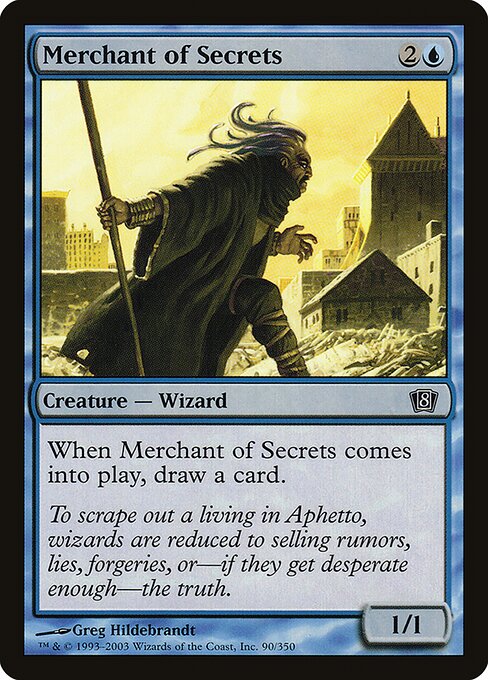 Merchant of Secrets 2
Creature — Wizard 8
When Merchant of Secrets comes
into play, draw a card.
To scrape out a living in Aphetto,
wizards are reduced to selling rumors,
lies, forgeries, or—if they get desperate
enough—the truth.
1/1
Greg Hildebrandt
™ & © 1993–2003 Wizards of the Coast, Inc. 90/350